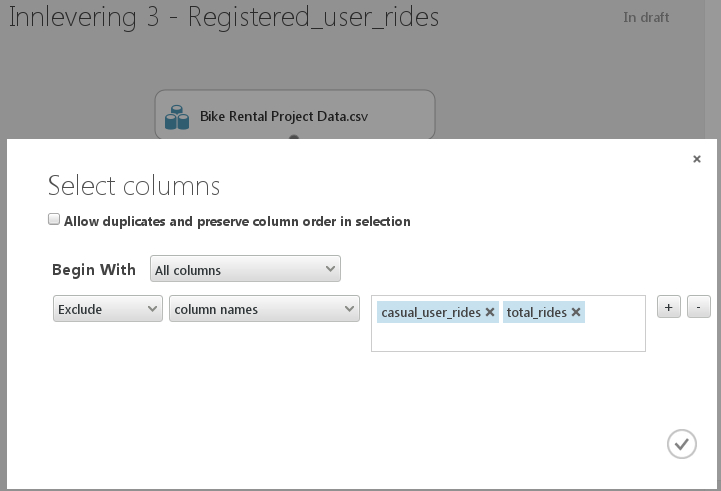 Innlevering 3 - Registered_user_rides
In draft
Bike Rental Project Data.csv
Select columns
Allow duplicates and preserve column order in selection
Begin With All columns
Exclude column names casual_user_rides total_rides + -